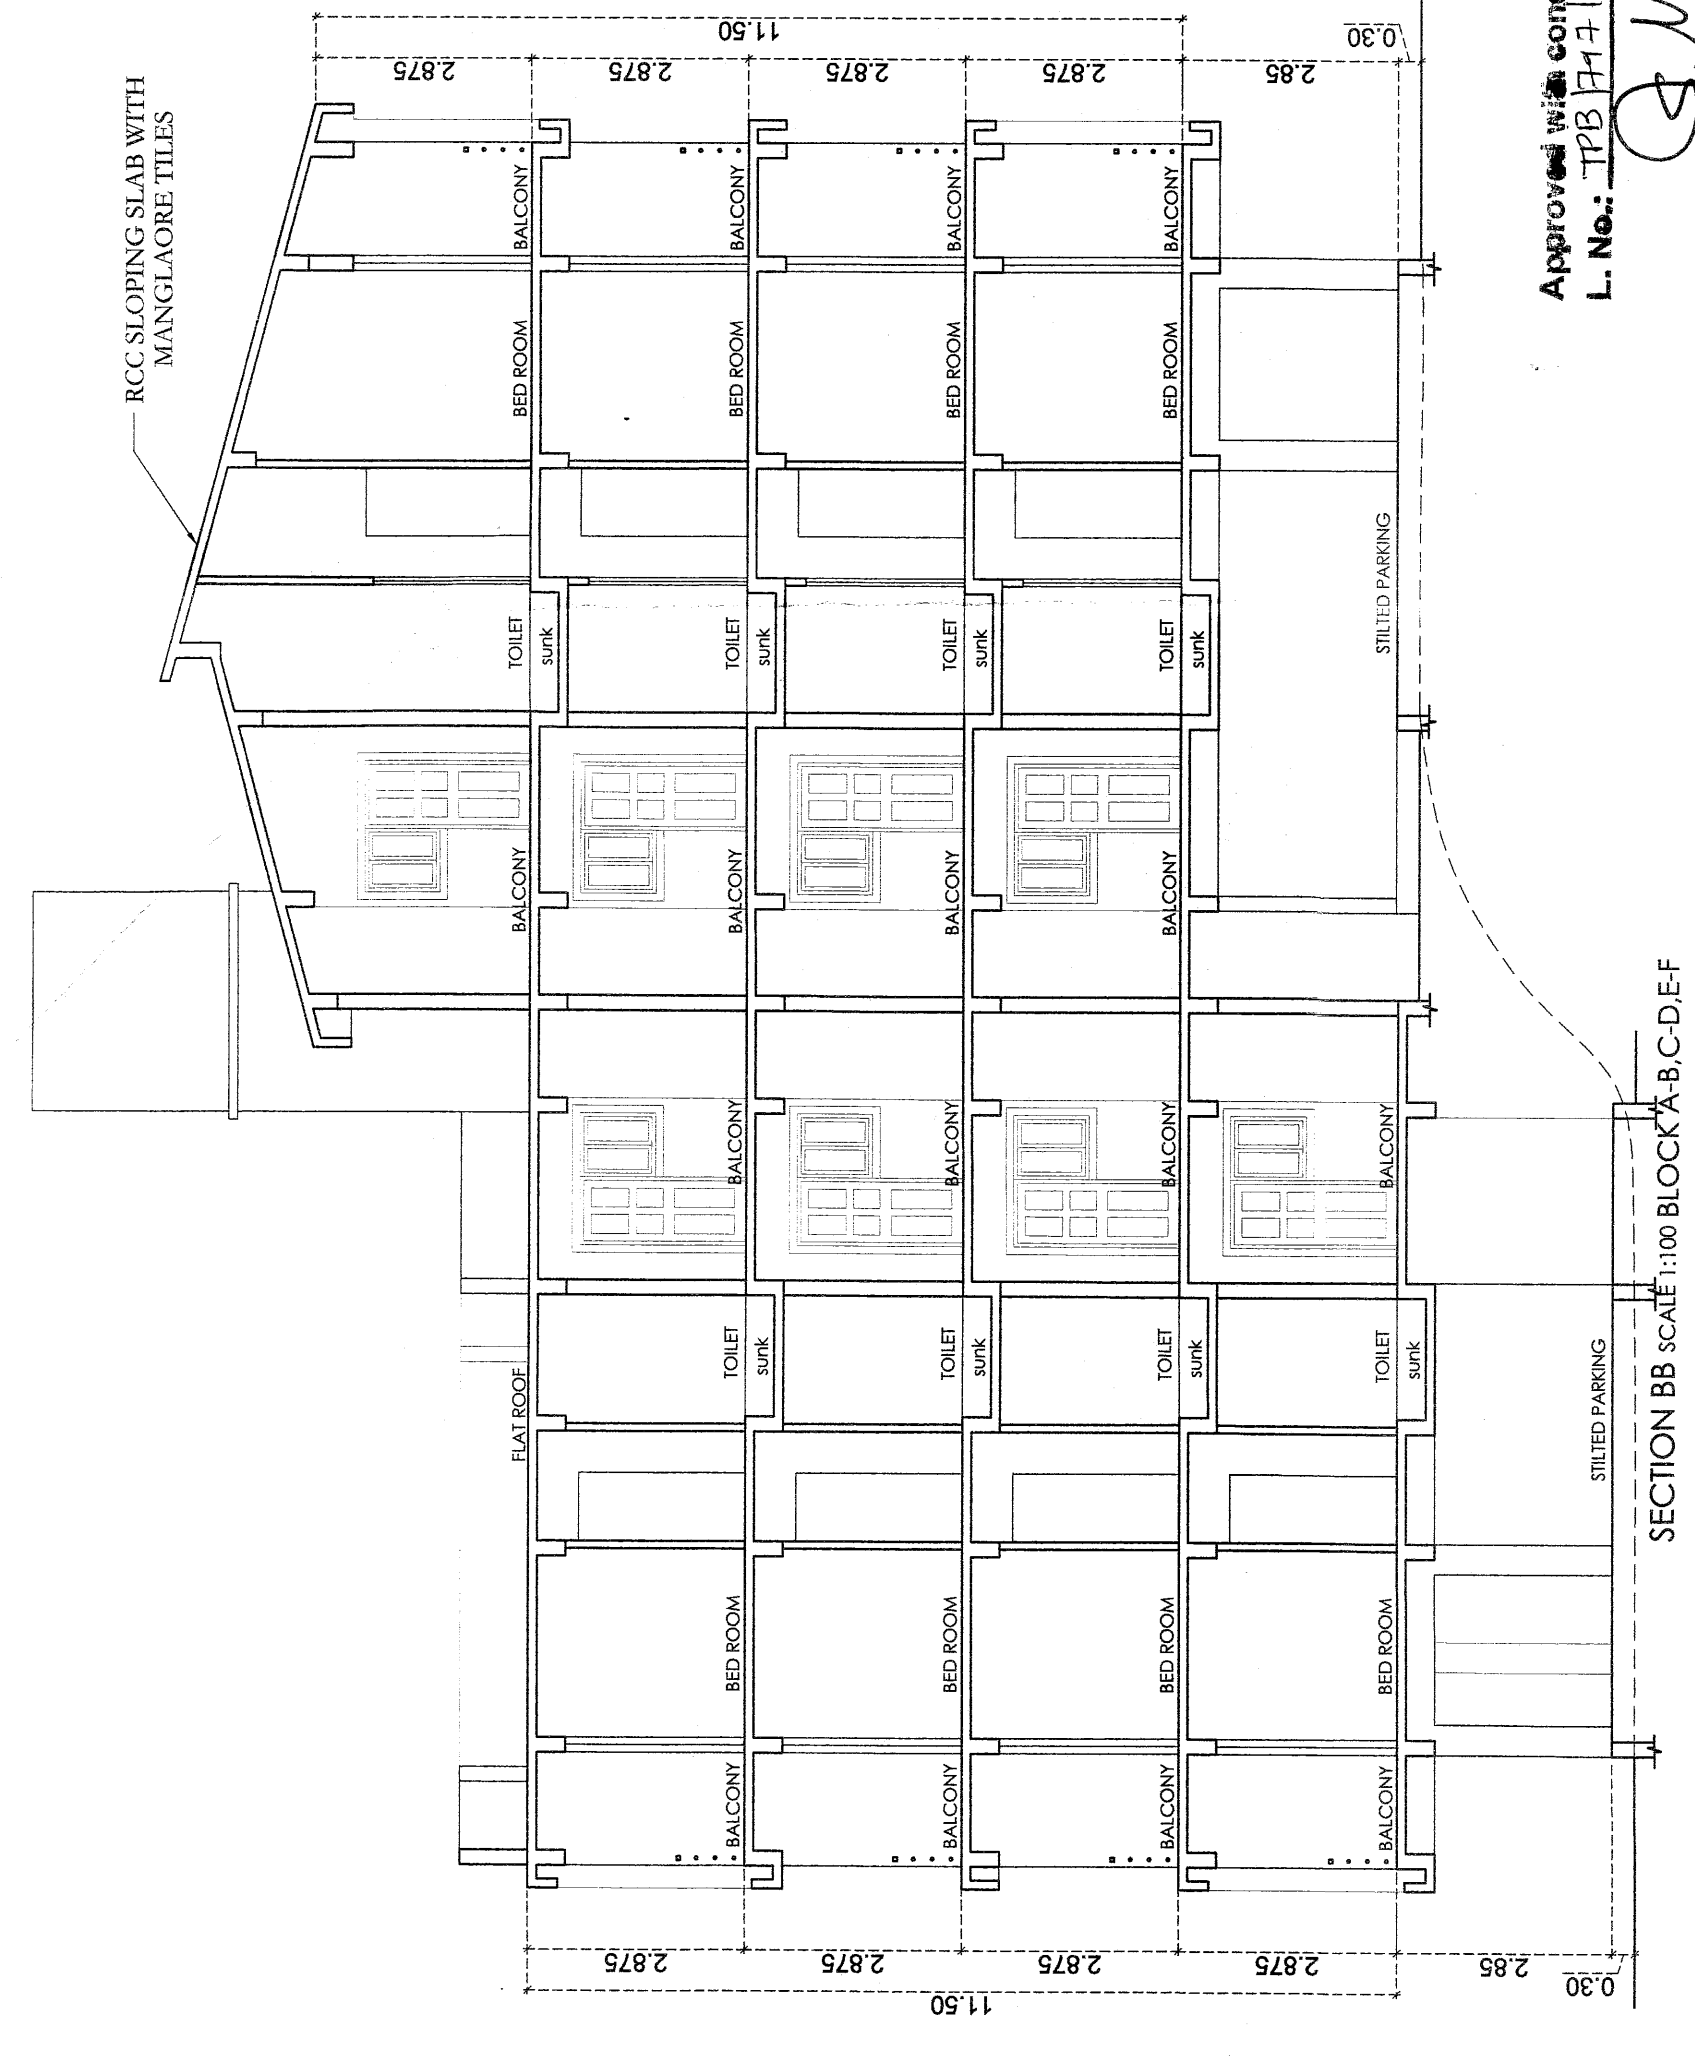 RCC SLOPING SLAB WITH
MANGLAORE TILES
11.50
2.875
2.875
2.875
2.875
2.85
0.30
BALCONY
BALCONY
BALCONY
BALCONY
BED ROOM
BED ROOM
BED ROOM
BED ROOM
TOILET
sunk
TOILET
sunk
TOILET
sunk
TOILET
sunk
STILTED PARKING
BALCONY
BALCONY
BALCONY
BALCONY
BALCONY
BALCONY
BALCONY
BALCONY
FLAT ROOF
TOILET
sunk
TOILET
sunk
TOILET
sunk
TOILET
sunk
STILTED PARKING
BED ROOM
BED ROOM
BED ROOM
BED ROOM
BALCONY
BALCONY
BALCONY
BALCONY
2.875
2.875
2.875
2.875
2.85
0.30
11.50
SECTION BB SCALE 1:100 BLOCK A-B,C-D,E-F
Approved with
L. No.: TPB/797/